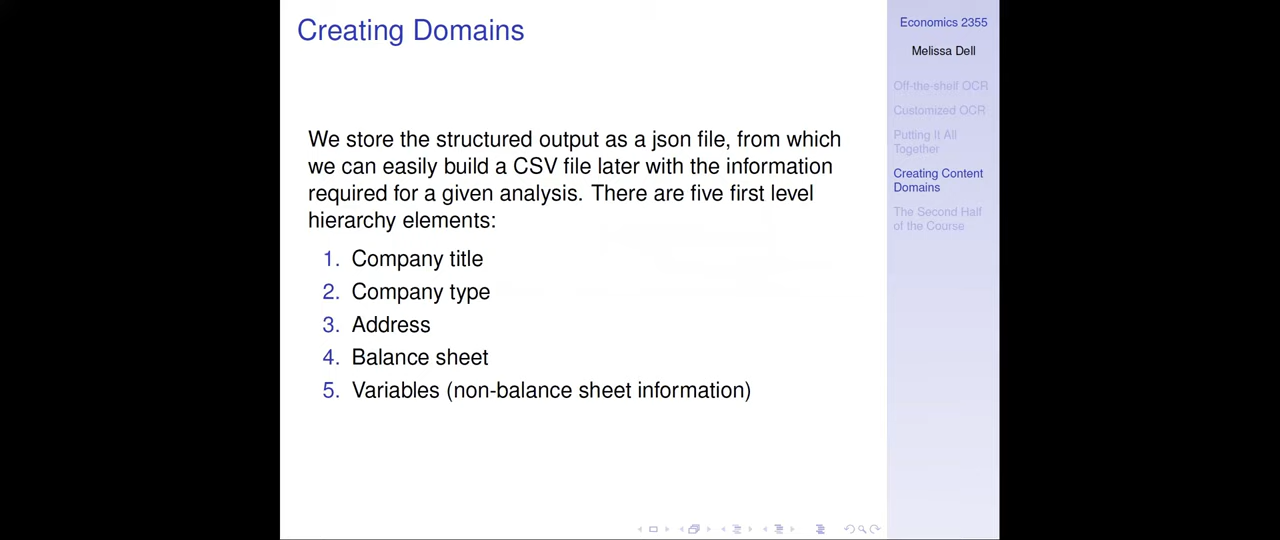 Creating Domains
We store the structured output as a json file, from which
we can easily build a CSV file later with the information
required for a given analysis. There are five first level
hierarchy elements:
1. Company title
2. Company type
3. Address
4. Balance sheet
5. Variables (non-balance sheet information)
Economics 2355
Melissa Dell
Off-the-shelf OCR
Customized OCR
Putting It All
Together
Creating Content
Domains
The Second Half
of the Course